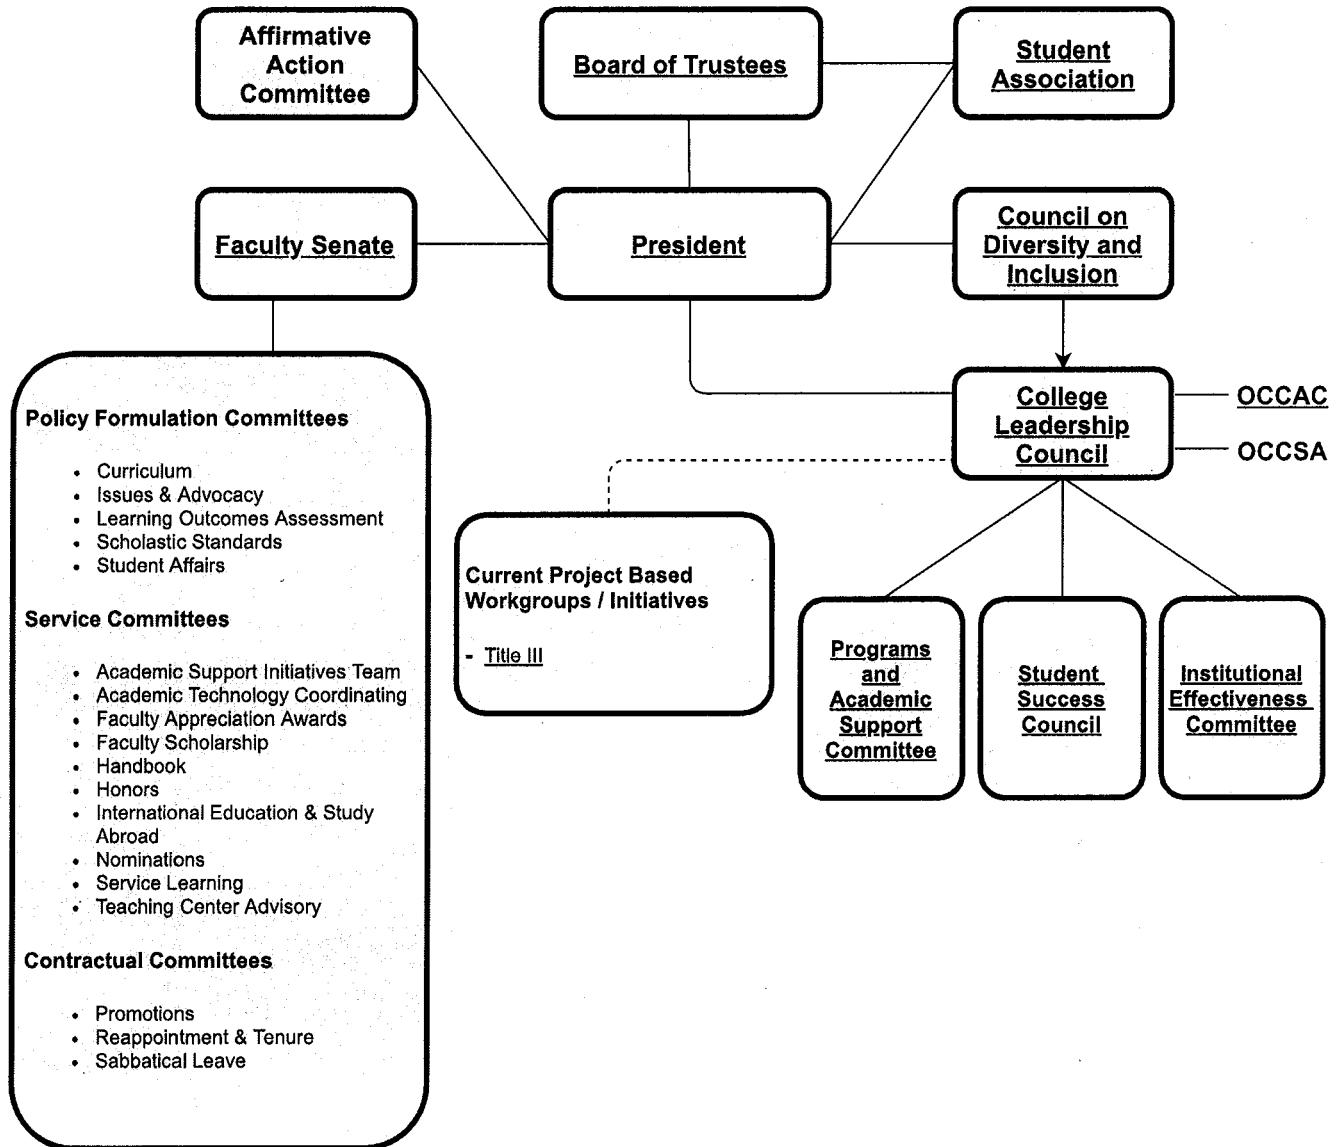 Affirmative
Action
Committee
Board of Trustees
Student
Association
Faculty Senate
President
Council on
Diversity and
Inclusion
College
Leadership
Council
OCCAC
OCCSA
Policy Formulation Committees
• Curriculum
• Issues & Advocacy
• Learning Outcomes Assessment
• Scholastic Standards
• Student Affairs
Service Committees
• Academic Support Initiatives Team
• Academic Technology Coordinating
• Faculty Appreciation Awards
• Faculty Scholarship
• Handbook
• Honors
• International Education & Study
Abroad
• Nominations
• Service Learning
• Teaching Center Advisory
Contractual Committees
• Promotions
• Reappointment & Tenure
• Sabbatical Leave
Current Project Based
Workgroups / Initiatives
- Title III
Programs
and
Academic
Support
Committee
Student
Success
Council
Institutional
Effectiveness
Committee